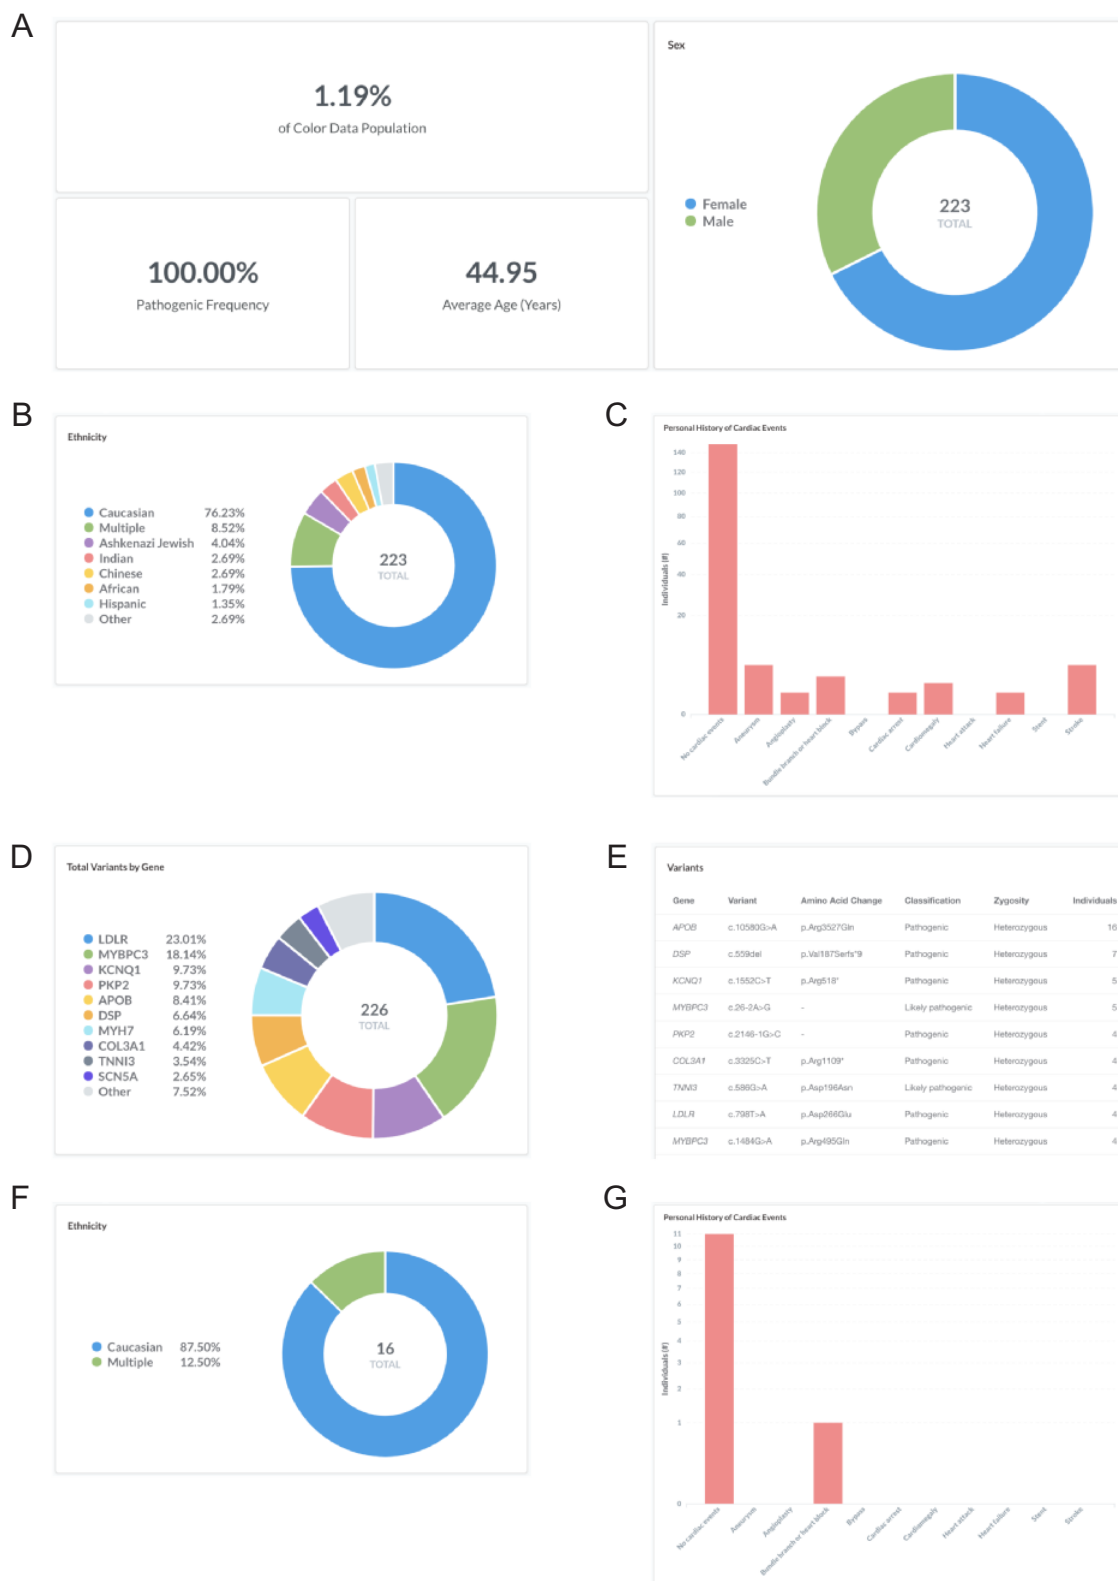 A
1.19%
of Color Data Population
100.00%
Pathogenic Frequency
44.95
Average Age (Years)
Sex
Female
Male
223
TOTAL
B
Ethnicity
Caucasian 76.23%
Multiple 8.52%
Ashkenazi Jewish 4.04%
Indian 2.69%
Chinese 2.69%
African 1.79%
Hispanic 1.35%
Other 2.69%
223
TOTAL
C
Personal History of Cardiac Events
Individuals (#)
140
120
100
80
60
40
20
0
No cardiac events
Aneurysm
Angioplasty
Bundle branch or heart block
Bypass
Cardiac arrest
Cardiomegaly
Heart attack
Heart failure
Stent
Stroke
D
Total Variants by Gene
LDLR 23.01%
MYBPC3 18.14%
KCNQ1 9.73%
PKP2 9.73%
APOB 8.41%
DSP 6.64%
MYH7 6.19%
COL3A1 4.42%
TNNI3 3.54%
SCN5A 2.65%
Other 7.52%
226
TOTAL
E
Variants
Gene Variant Amino Acid Change Classification Zygosity Individuals
APOB c.10580G>A p.Arg3527Gln Pathogenic Heterozygous 16
DSP c.559del p.Val187Serfs*9 Pathogenic Heterozygous 7
KCNQ1 c.1552C>T p.Arg518* Pathogenic Heterozygous 5
MYBPC3 c.26-2A>G - Likely pathogenic Heterozygous 5
PKP2 c.2146-1G>C - Pathogenic Heterozygous 4
COL3A1 c.3325C>T p.Arg1109* Pathogenic Heterozygous 4
TNNI3 c.586G>A p.Asp196Asn Likely pathogenic Heterozygous 4
LDLR c.798T>A p.Asp266Glu Pathogenic Heterozygous 4
MYBPC3 c.1484G>A p.Arg495Gln Pathogenic Heterozygous 4
F
Ethnicity
Caucasian 87.50%
Multiple 12.50%
16
TOTAL
G
Personal History of Cardiac Events
Individuals (#)
11
10
9
8
7
6
5
4
3
2
1
0
No cardiac events
Aneurysm
Angioplasty
Bundle branch or heart block
Bypass
Cardiac arrest
Cardiomegaly
Heart attack
Heart failure
Stent
Stroke